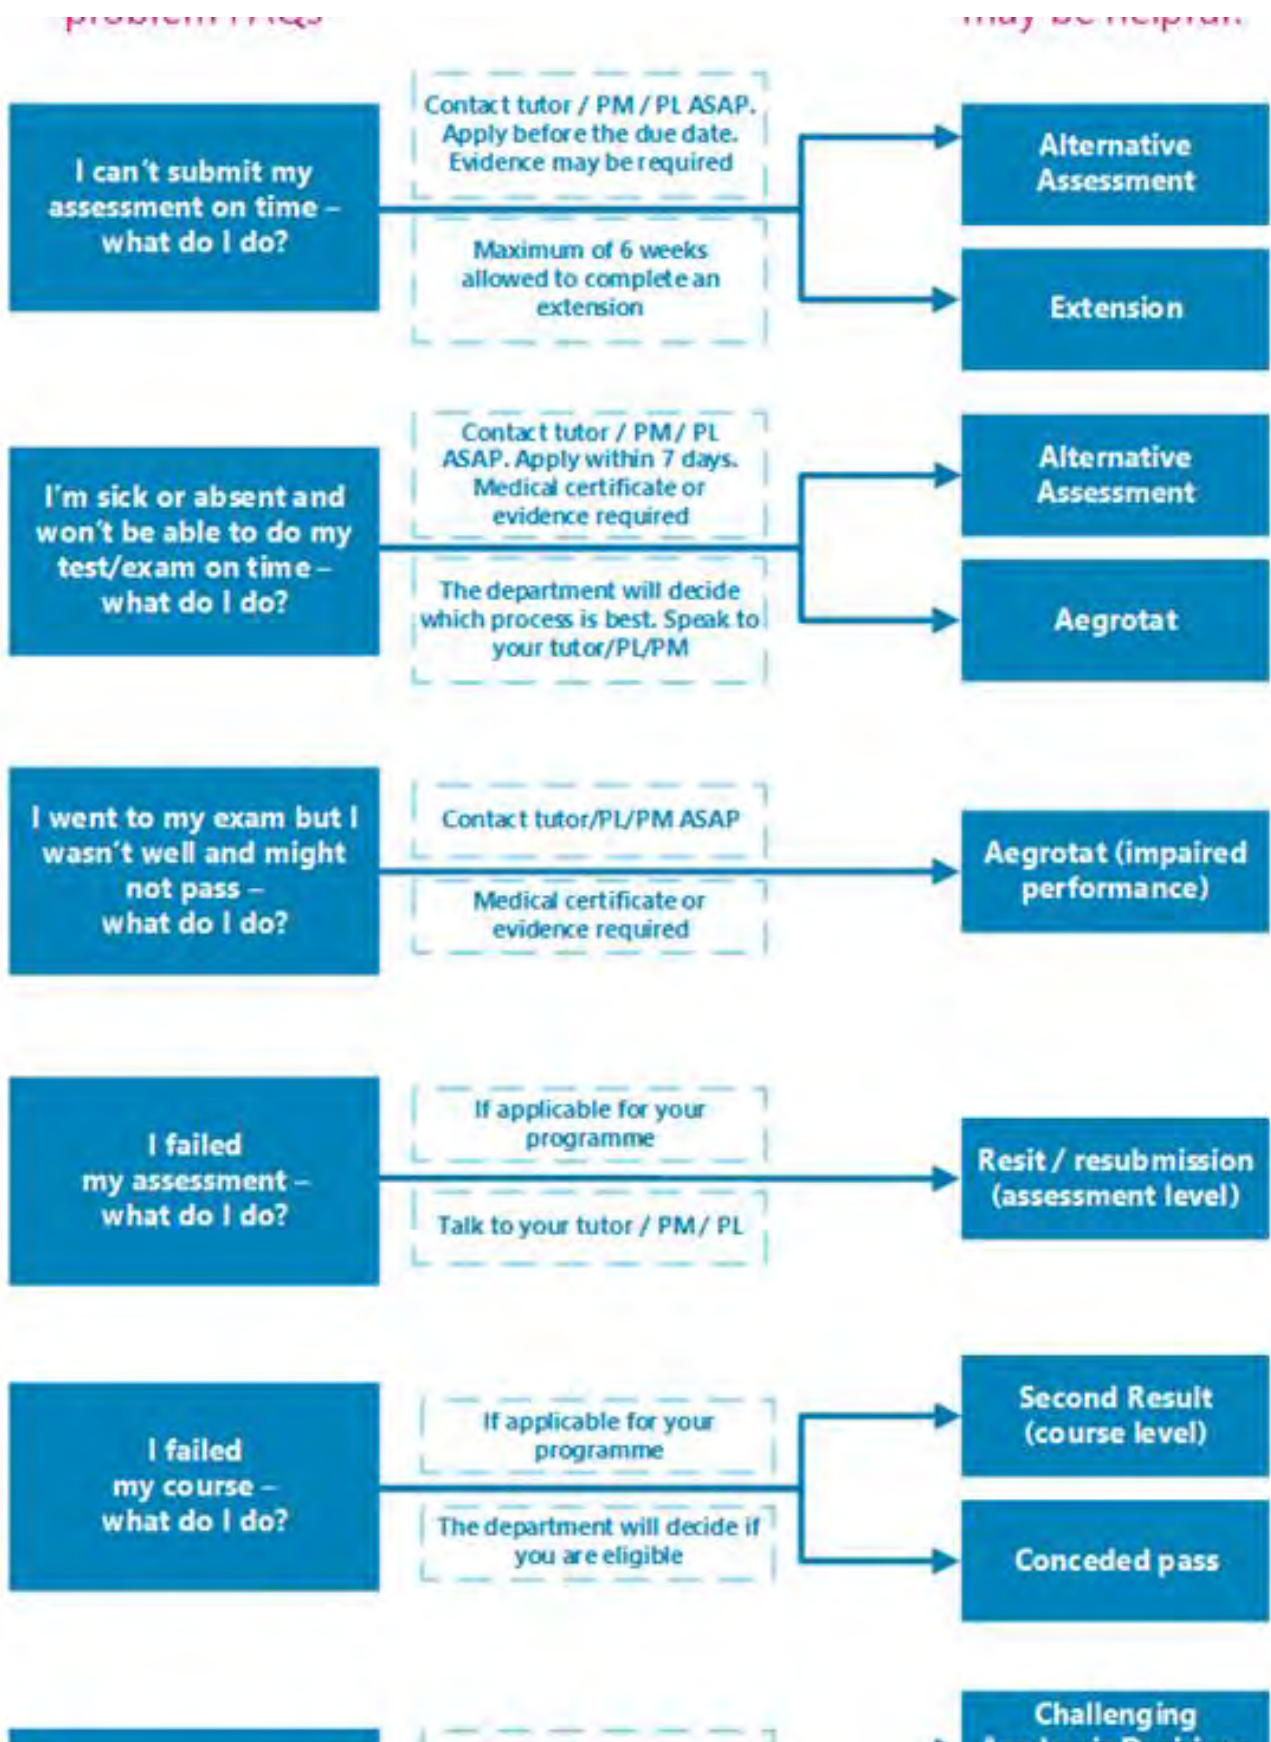 problem FAQs
may be helpful.
I can't submit my
assessment on time –
what do I do?
Contact tutor / PM / PL ASAP.
Apply before the due date.
Evidence may be required
Maximum of 6 weeks
allowed to complete an
extension
Alternative
Assessment
Extension
I'm sick or absent and
won't be able to do my
test/exam on time –
what do I do?
Contact tutor / PM / PL
ASAP. Apply within 7 days.
Medical certificate or
evidence required
The department will decide
which process is best. Speak to
your tutor/PL/PM
Alternative
Assessment
Aegrotat
I went to my exam but I
wasn't well and might
not pass –
what do I do?
Contact tutor/PL/PM ASAP
Medical certificate or
evidence required
Aegrotat (impaired
performance)
I failed
my assessment –
what do I do?
If applicable for your
programme
Talk to your tutor / PM / PL
Resit / resubmission
(assessment level)
I failed
my course –
what do I do?
If applicable for your
programme
The department will decide if
you are eligible
Second Result
(course level)
Conceded pass
Challenging